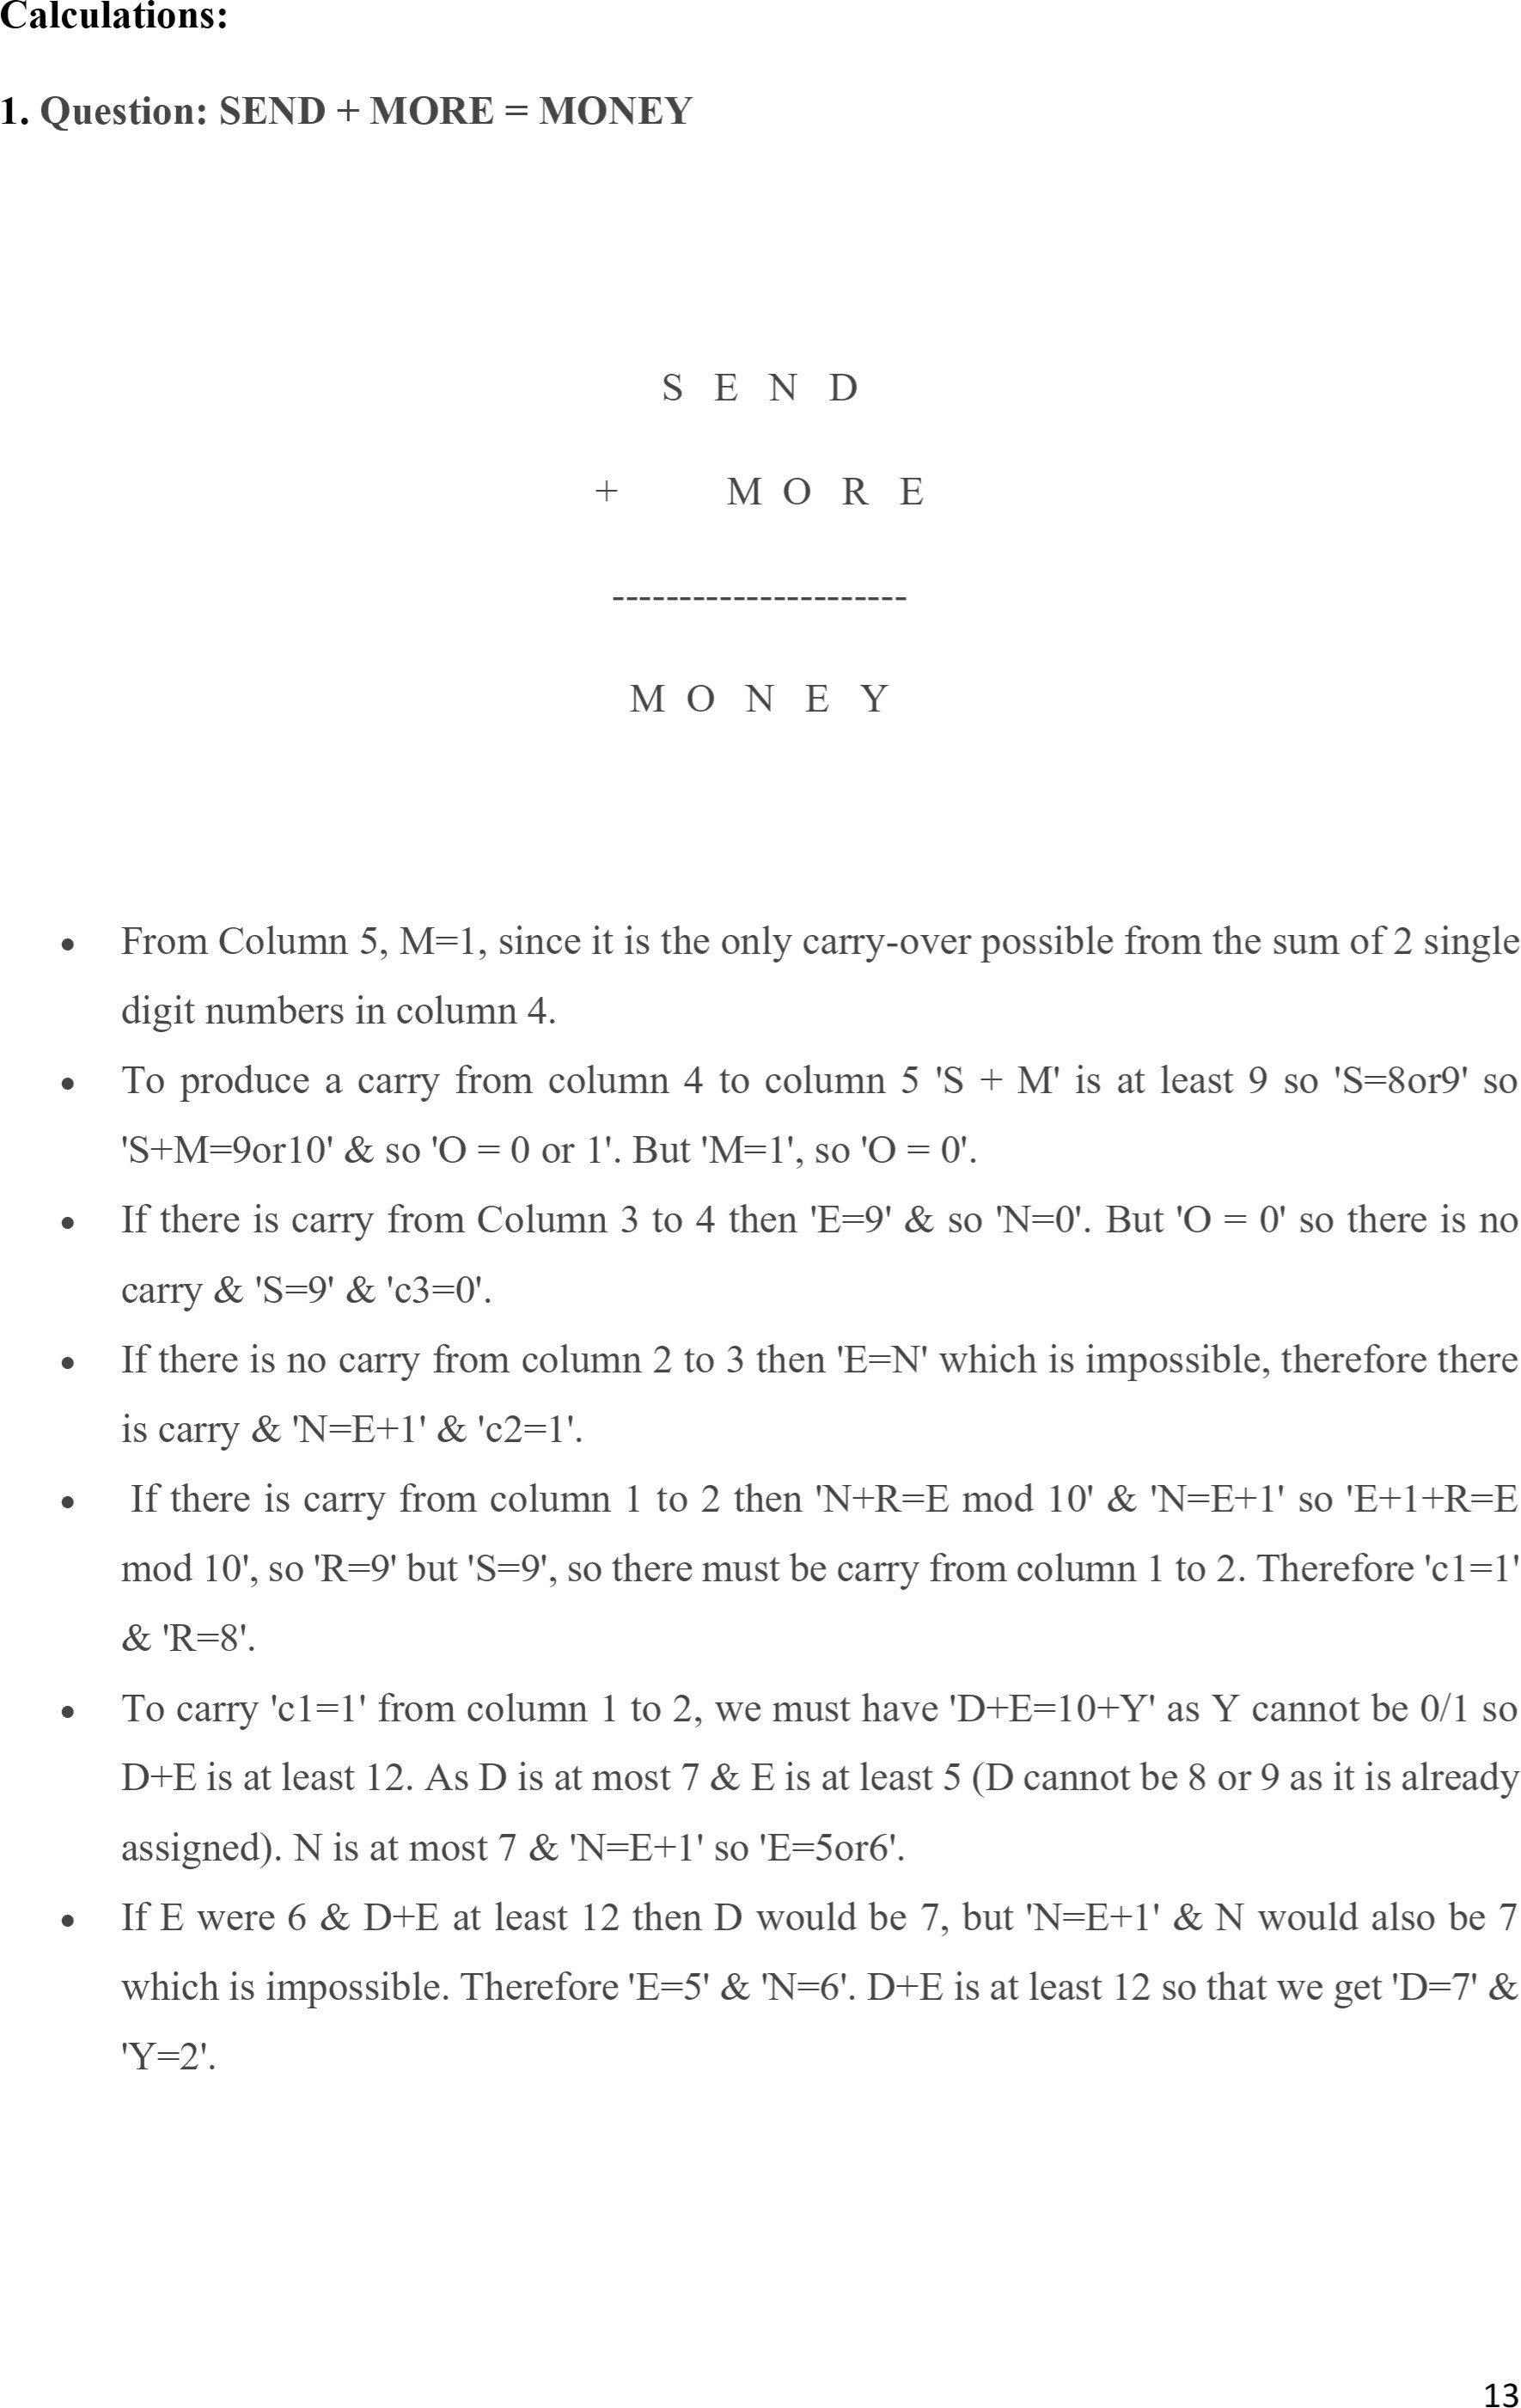 Calculations:
1. Question: SEND + MORE = MONEY
S E N D
+ M O R E
----------------------
M O N E Y
• From Column 5, M=1, since it is the only carry-over possible from the sum of 2 single
digit numbers in column 4.
• To produce a carry from column 4 to column 5 'S + M' is at least 9 so 'S=8or9' so
'S+M=9or10' & so 'O = 0 or 1'. But 'M=1', so 'O = 0'.
• If there is carry from Column 3 to 4 then 'E=9' & so 'N=0'. But 'O = 0' so there is no
carry & 'S=9' & 'c3=0'.
• If there is no carry from column 2 to 3 then 'E=N' which is impossible, therefore there
is carry & 'N=E+1' & 'c2=1'.
• If there is carry from column 1 to 2 then 'N+R=E mod 10' & 'N=E+1' so 'E+1+R=E
mod 10', so 'R=9' but 'S=9', so there must be carry from column 1 to 2. Therefore 'c1=1'
& 'R=8'.
• To carry 'c1=1' from column 1 to 2, we must have 'D+E=10+Y' as Y cannot be 0/1 so
D+E is at least 12. As D is at most 7 & E is at least 5 (D cannot be 8 or 9 as it is already
assigned). N is at most 7 & 'N=E+1' so 'E=5or6'.
• If E were 6 & D+E at least 12 then D would be 7, but 'N=E+1' & N would also be 7
which is impossible. Therefore 'E=5' & 'N=6'. D+E is at least 12 so that we get 'D=7' &
'Y=2'.
13